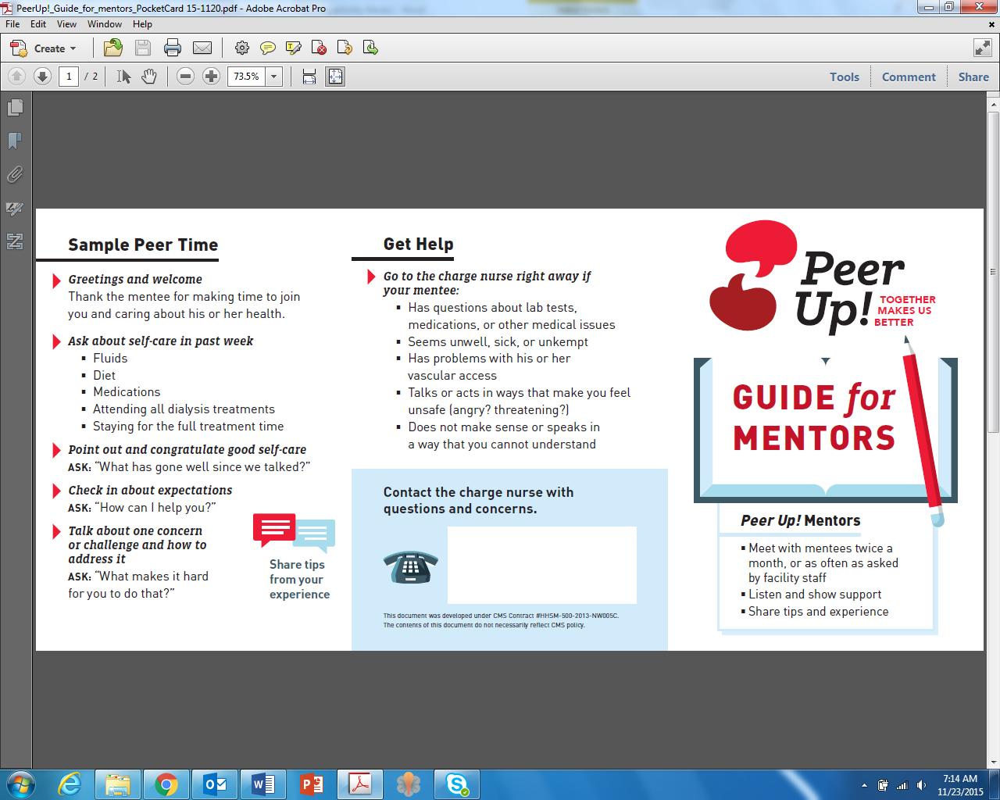 PeerUp!_Guide_for_mentors_PocketCard 15-1120.pdf - Adobe Acrobat Pro
File Edit View Window Help
Create
1 / 2 73.5% Tools Comment Share
Sample Peer Time
Greetings and welcome
Thank the mentee for making time to join
you and caring about his or her health.
Ask about self-care in past week
▪ Fluids
▪ Diet
▪ Medications
▪ Attending all dialysis treatments
▪ Staying for the full treatment time
Point out and congratulate good self-care
ASK: “What has gone well since we talked?”
Check in about expectations
ASK: “How can I help you?”
Talk about one concern
or challenge and how to
address it
ASK: “What makes it hard
for you to do that?”
Share tips
from your
experience
Get Help
Go to the charge nurse right away if
your mentee:
▪ Has questions about lab tests,
medications, or other medical issues
▪ Seems unwell, sick, or unkempt
▪ Has problems with his or her
vascular access
▪ Talks or acts in ways that make you feel
unsafe (angry? threatening?)
▪ Does not make sense or speaks in
a way that you cannot understand
Contact the charge nurse with
questions and concerns.
This document was developed under CMS Contract #HHSM-500-2013-NW005C.
The contents of this document do not necessarily reflect CMS policy.
Peer
Up!
TOGETHER
MAKES US
BETTER
GUIDE for
MENTORS
Peer Up! Mentors
▪ Meet with mentees twice a
month, or as often as asked
by facility staff
▪ Listen and show support
▪ Share tips and experience
7:14 AM
11/23/2015